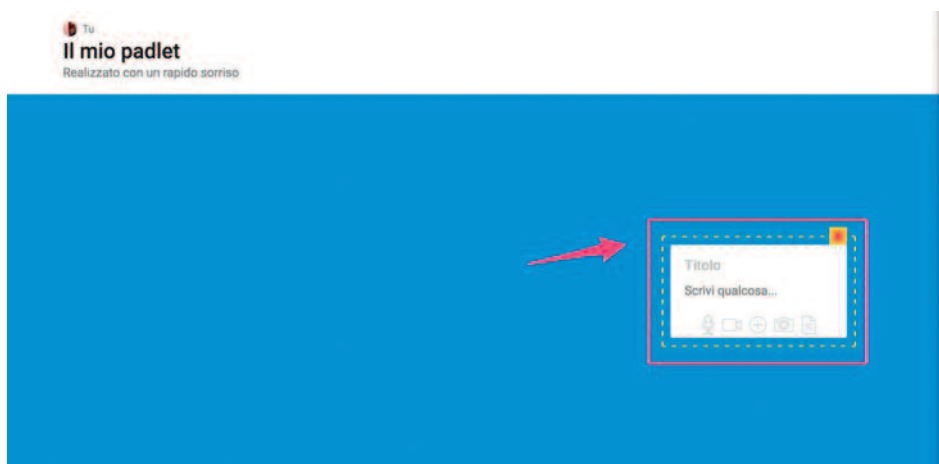 Tu
Il mio padlet
Realizzato con un rapido sorriso
Titolo
Scrivi qualcosa...